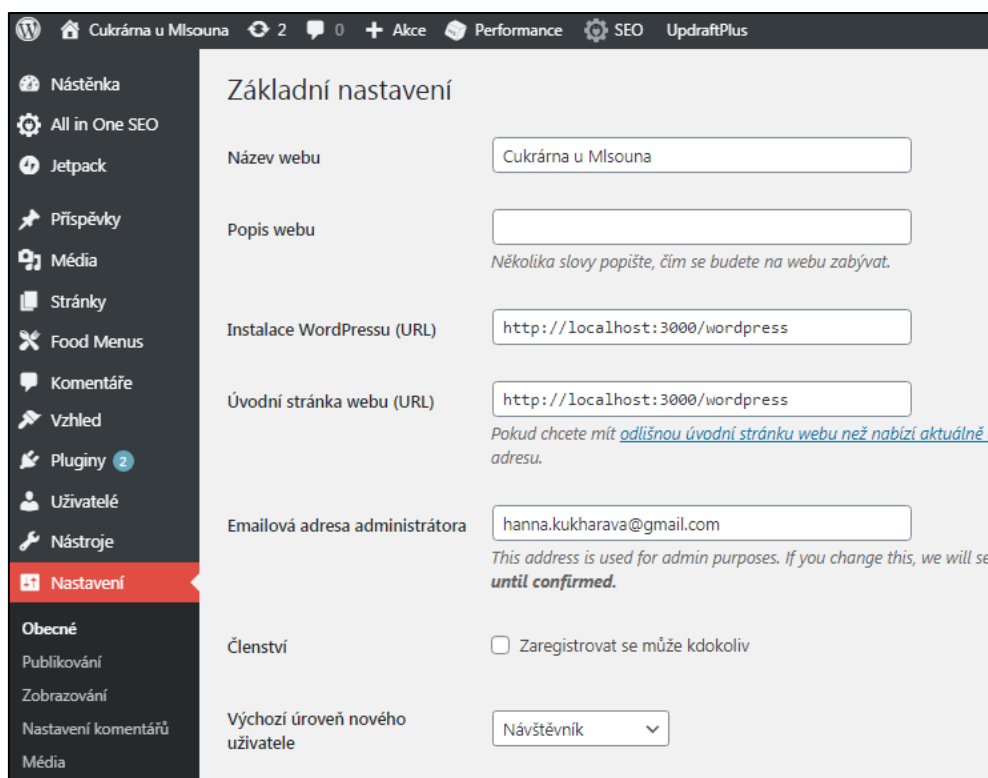 Cukrárna u Mlsouna 2 0 + Akce Performance SEO UpdraftPlus
Nástěnka
All in One SEO
Jetpack
Příspěvky
Média
Stránky
Food Menus
Komentáře
Vzhled
Pluginy 2
Uživatelé
Nástroje
Nastavení
Obecné
Publikování
Zobrazování
Nastavení komentářů
Média
Základní nastavení
Název webu
Cukrárna u Mlsouna
Popis webu
Několika slovy popište, čím se budete na webu zabývat.
Instalace WordPressu (URL)
http://localhost:3000/wordpress
Úvodní stránka webu (URL)
http://localhost:3000/wordpress
Pokud chcete mít odlišnou úvodní stránku webu než nabízí aktuálně
adresu.
Emailová adresa administrátora
hanna.kukharava@gmail.com
This address is used for admin purposes. If you change this, we will se
until confirmed.
Členství
Zaregistrovat se může kdokoliv
Výchozí úroveň nového
uživatele
Návštěvník